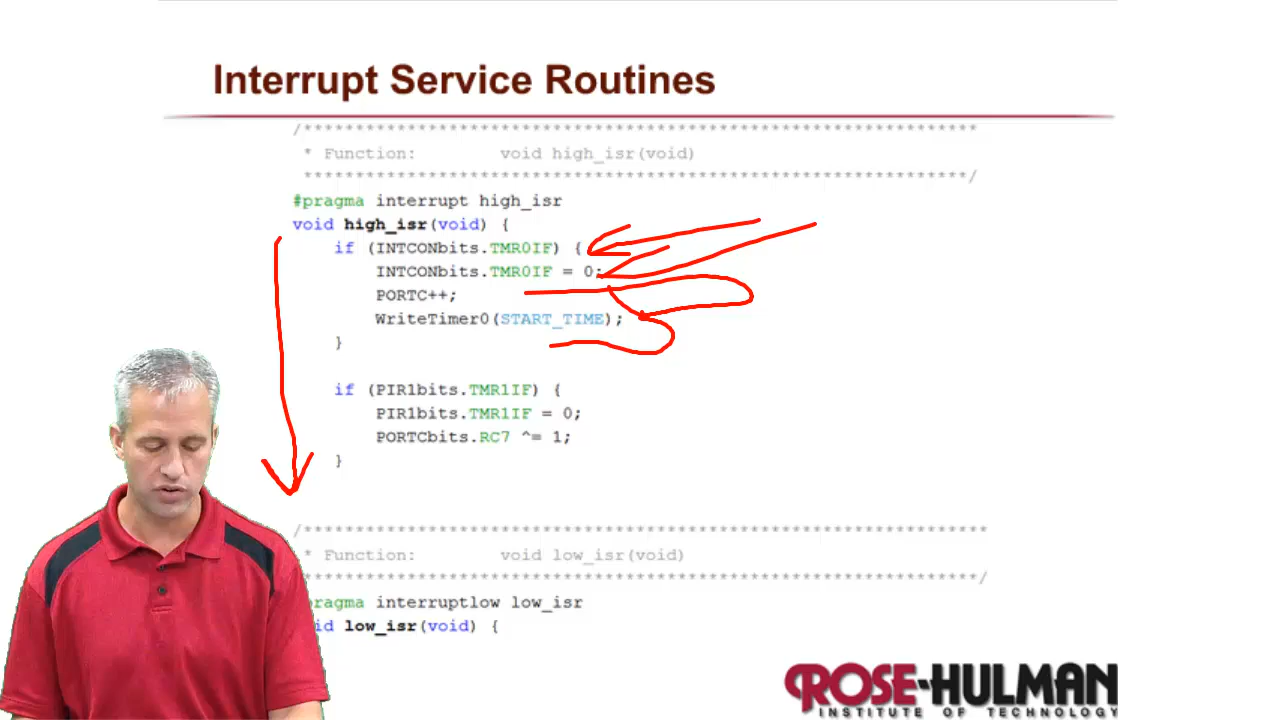 Interrupt Service Routines
/*****************************************************************
* Function: void high_isr(void)
****************************************************************/
#pragma interrupt high_isr
void high_isr(void) {
if (INTCONbits.TMR0IF) {
INTCONbits.TMR0IF = 0;
PORTC++;
WriteTimer0(START_TIME);
}
if (PIR1bits.TMR1IF) {
PIR1bits.TMR1IF = 0;
PORTCbits.RC7 ^= 1;
}
/******************************************************************
* Function: void low_isr(void)
*****************************************************************/
pragma interruptlow low_isr
id low_isr(void) {
ROSE-HULMAN
INSTITUTE OF TECHNOLOGY